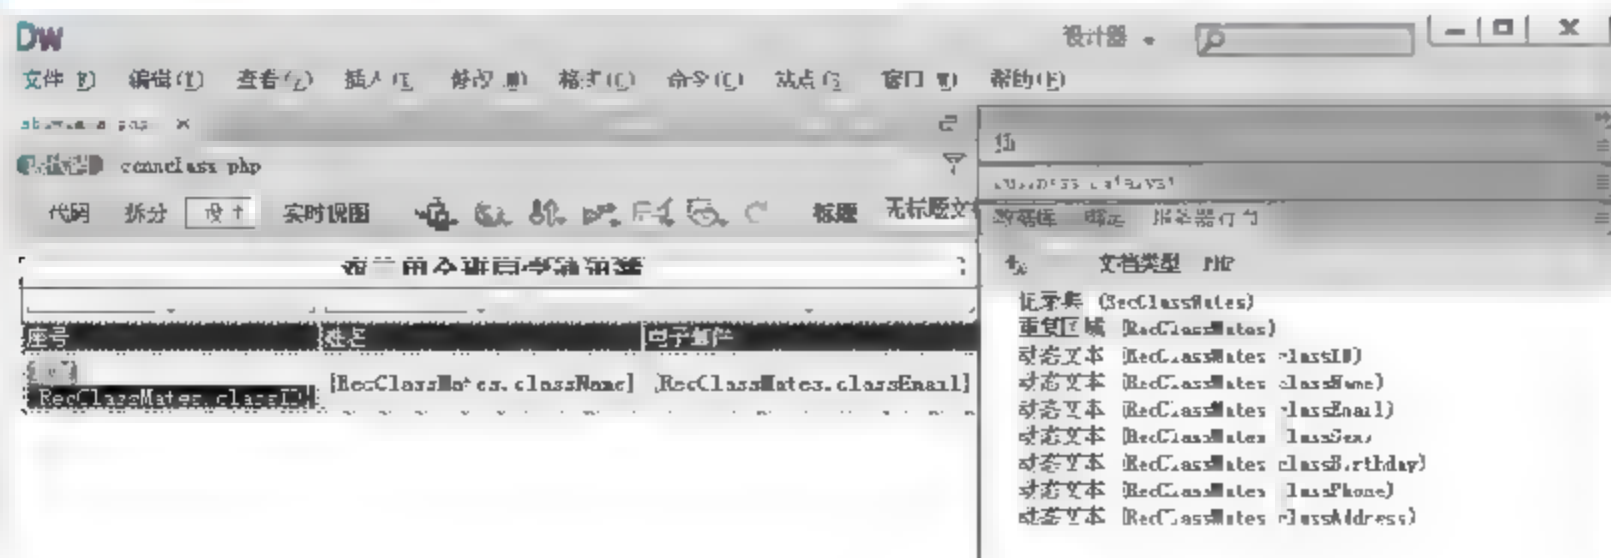 Dw 设计器
文件 编辑 查看 插入 修改 格式 命令 站点 窗口 帮助
connclass php
代码 拆分 设计 实时视图 标题 无标题文
数据库 绑定 服务器行为
文档类型 PHP
座号 姓名 电子邮件
RecClassMates.classID
[RecClassMates.className] [RecClassMates.classEmail]
记录集 (RecClassMates)
重复区域 (RecClassMates)
动态文本 (RecClassMates classID)
动态文本 (RecClassMates className)
动态文本 (RecClassMates classEmail)
动态文本 (RecClassMates classSex)
动态文本 (RecClassMates classBirthday)
动态文本 (RecClassMates classPhone)
动态文本 (RecClassMates classAddress)